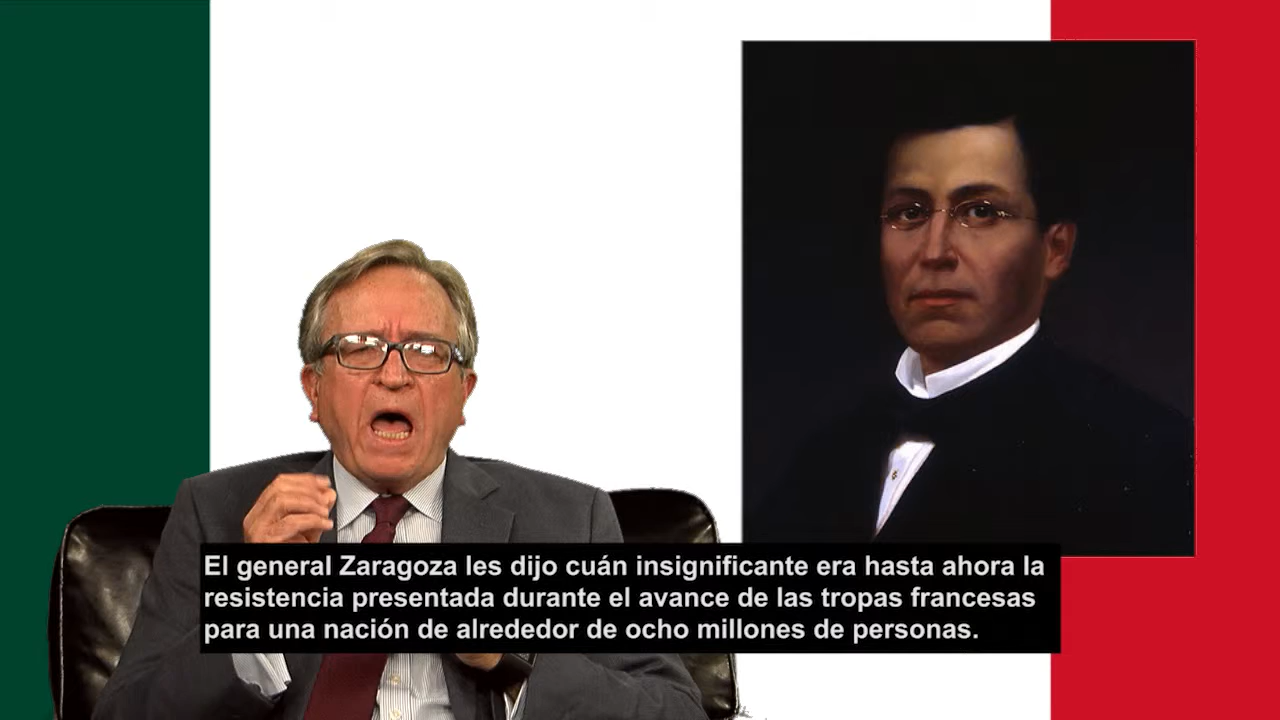 El general Zaragoza les dijo cuán insignificante era hasta ahora la
resistencia presentada durante el avance de las tropas francesas
para una nación de alrededor de ocho millones de personas.